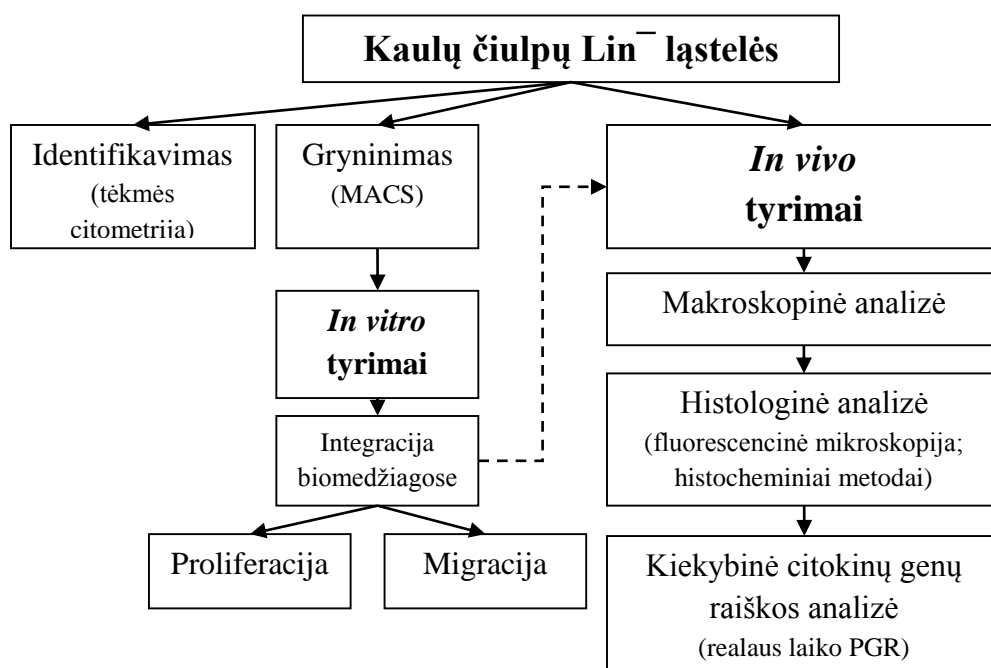 Kaulų čiulpų Lin¯ ląstelės
Identifikavimas
(tėkmės
citometrija)
Gryninimas
(MACS)
In vivo
tyrimai
In vitro
tyrimai
Integracija
biomedžiagose
Proliferacija
Migracija
Makroskopinė analizė
Histologinė analizė
(fluorescencinė mikroskopija;
histocheminiai metodai)
Kiekybinė citokinų genų
raiškos analizė
(realaus laiko PGR)